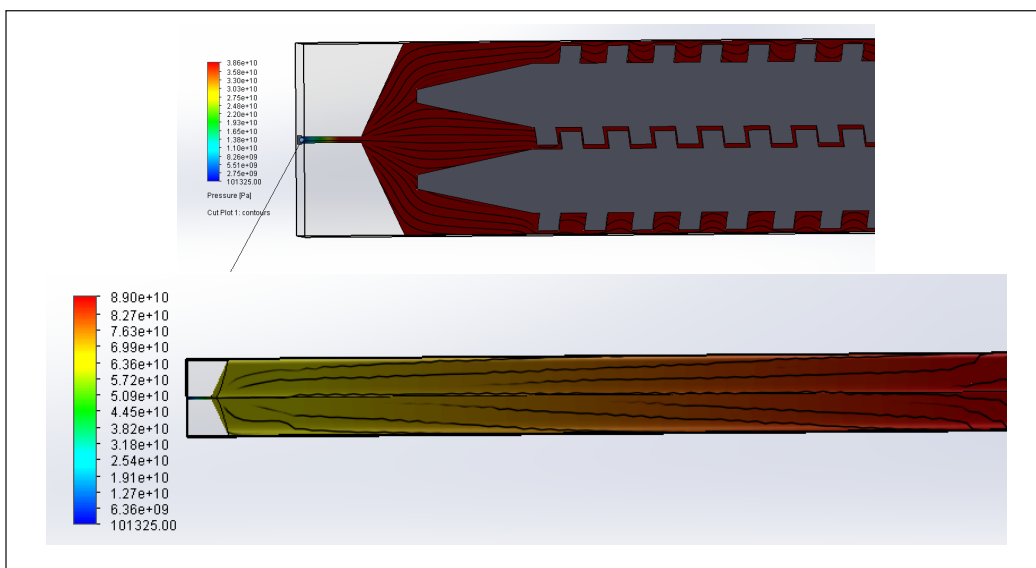 3.86e+10
3.58e+10
3.30e+10
3.03e+10
2.75e+10
2.48e+10
2.20e+10
1.93e+10
1.65e+10
1.38e+10
1.10e+10
8.26e+09
5.51e+09
2.75e+09
101325.00
Pressure [Pa]
Cut Plot 1: contours
8.90e+10
8.27e+10
7.63e+10
6.99e+10
6.36e+10
5.72e+10
5.09e+10
4.45e+10
3.82e+10
3.18e+10
2.54e+10
1.91e+10
1.27e+10
6.36e+09
101325.00